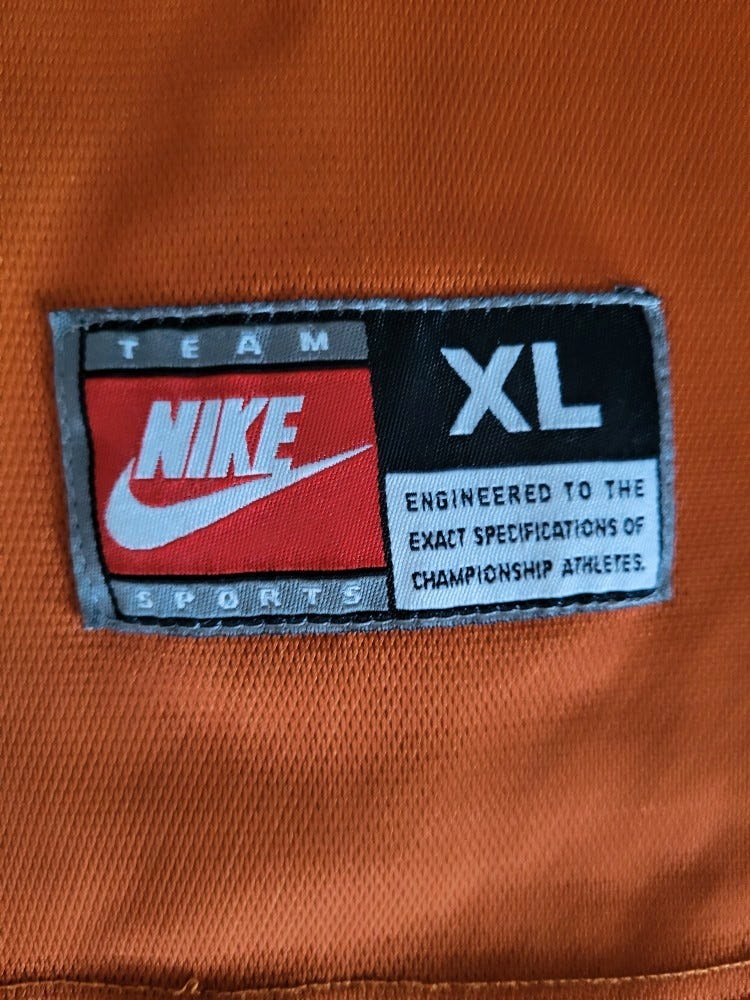 TEAM
NIKE
SPORTS
XL
ENGINEERED TO THE
EXACT SPECIFICATIONS OF
CHAMPIONSHIP ATHLETES.